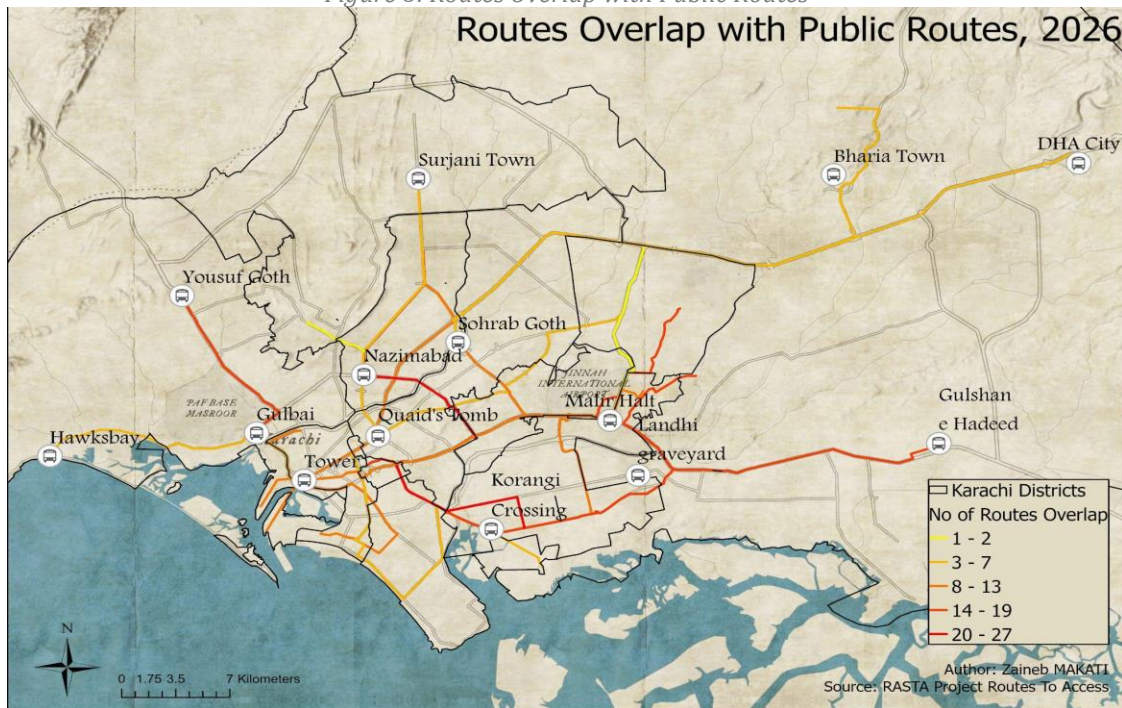 Figure 3: Routes Overlap with Public Routes
Routes Overlap with Public Routes, 2026
Surjani Town
Bharia Town
DHA City
Yousuf Goth
Sohrab Goth
Nazimabad
JINNAH
INTERNATIONAL
PAF BASE
MASROOR
Gulbai
Quaid's Tomb
Malir Halt
Gulshan
e Hadeed
Landhi
graveyard
Hawksbay
Karachi
Tower
Korangi
Crossing
Karachi Districts
No of Routes Overlap
1 - 2
3 - 7
8 - 13
14 - 19
20 - 27
N
0 1.75 3.5 7 Kilometers
Author: Zaineb MAKATI
Source: RASTA Project Routes To Access